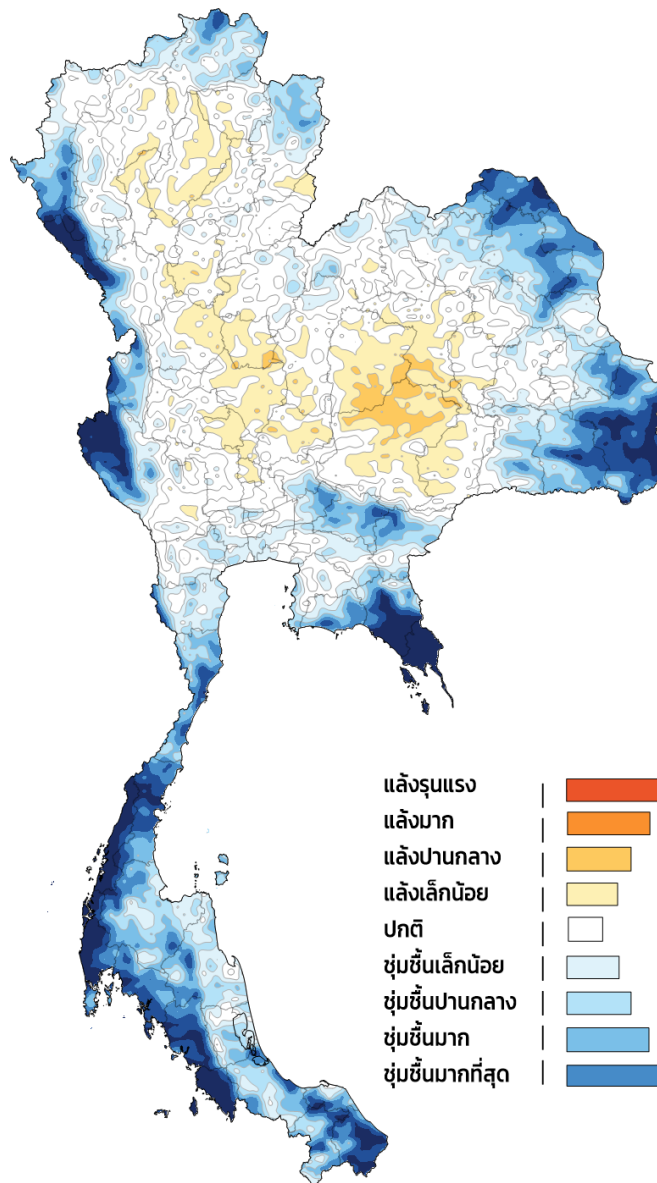 แล้งรุนแรง
แล้งมาก
แล้งปานกลาง
แล้งเล็กน้อย
ปกติ
ชุ่มชื้นเล็กน้อย
ชุ่มชื้นปานกลาง
ชุ่มชื้นมาก
ชุ่มชื้นมากที่สุด